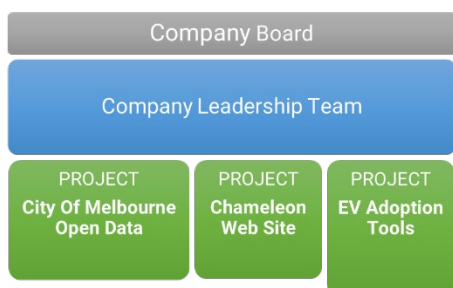 Company Board
Company Leadership Team
PROJECT
City Of Melbourne
Open Data
PROJECT
Chameleon
Web Site
PROJECT
EV Adoption
Tools